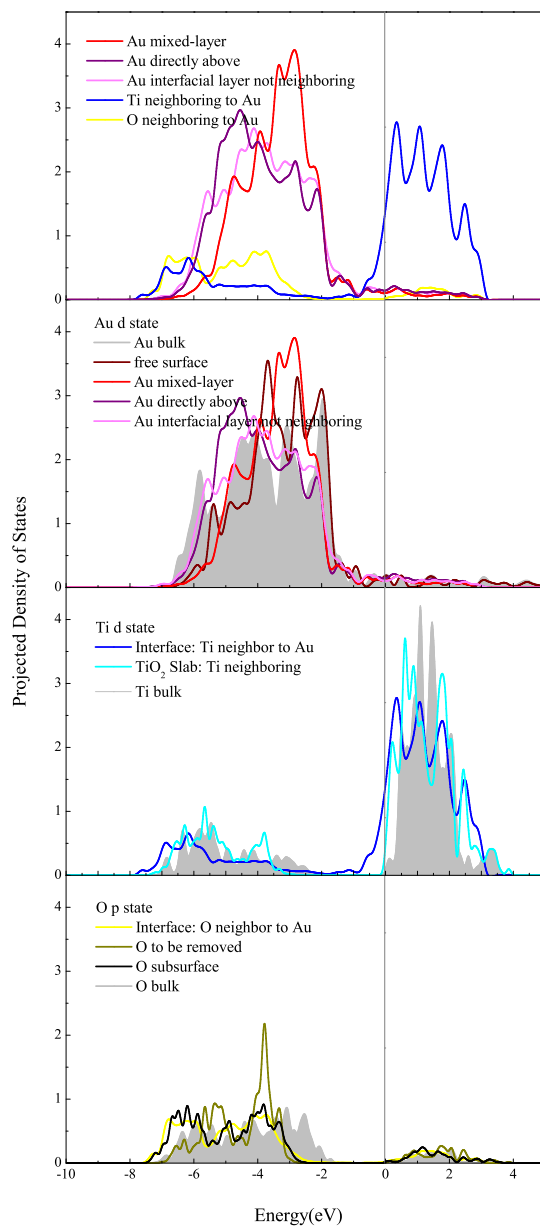 4
3
2
1
0
Au mixed-layer
Au directly above
Au interfacial layer not neighboring
Ti neighboring to Au
O neighboring to Au
4
3
2
1
0
Au d state
Au bulk
free surface
Au mixed-layer
Au directly above
Au interfacial layer not neighboring
4
3
2
1
0
Ti d state
Interface: Ti neighbor to Au
TiO₂ Slab: Ti neighboring
Ti bulk
4
3
2
1
0
O p state
Interface: O neighbor to Au
O to be removed
O subsurface
O bulk
-10 -8 -6 -4 -2 0 2 4
Energy(eV)
Projected Density of States